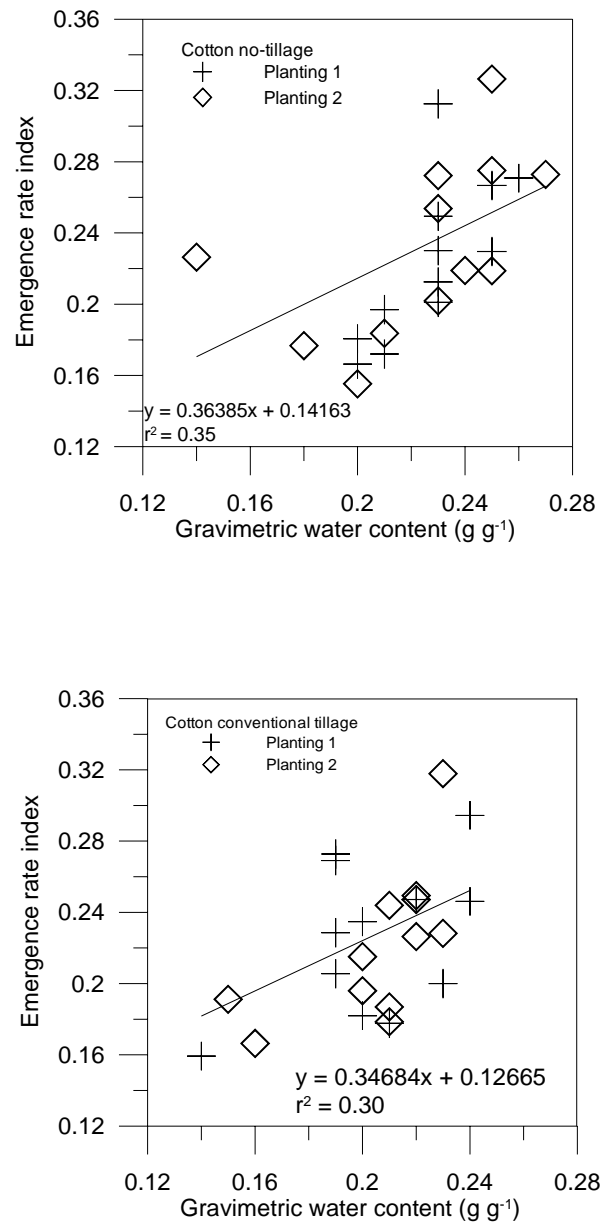 0.36
Cotton no-tillage
Planting 1
Planting 2
0.32
0.28
0.24
0.2
0.16
0.12
Emergence rate index
y = 0.36385x + 0.14163
r² = 0.35
0.12 0.16 0.2 0.24 0.28
Gravimetric water content (g g⁻¹)
0.36
Cotton conventional tillage
Planting 1
Planting 2
0.32
0.28
0.24
0.2
0.16
0.12
Emergence rate index
y = 0.34684x + 0.12665
r² = 0.30
0.12 0.16 0.2 0.24 0.28
Gravimetric water content (g g⁻¹)